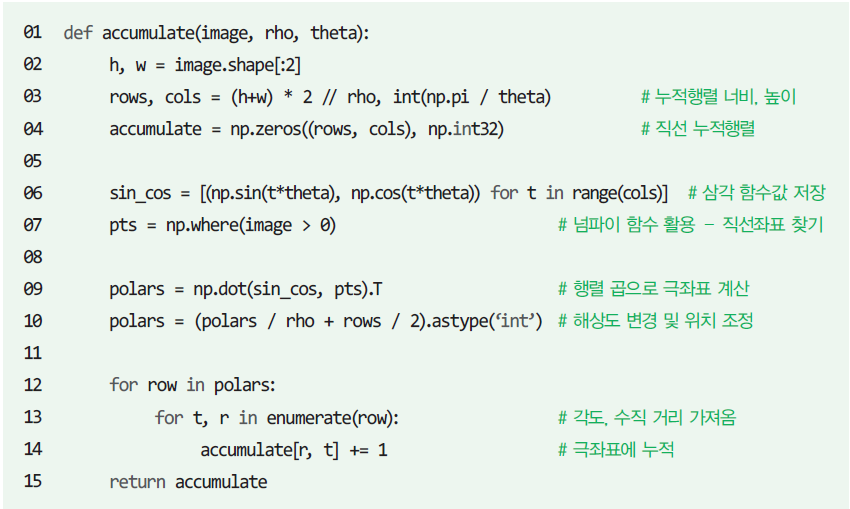 01 def accumulate(image, rho, theta):
02 h, w = image.shape[:2]
03 rows, cols = (h+w) * 2 // rho, int(np.pi / theta) # 누적행렬 너비, 높이
04 accumulate = np.zeros((rows, cols), np.int32) # 직선 누적행렬
05
06 sin_cos = [(np.sin(t*theta), np.cos(t*theta)) for t in range(cols)] # 삼각 함수값 저장
07 pts = np.where(image > 0) # 넘파이 함수 활용 - 직선좌표 찾기
08
09 polars = np.dot(sin_cos, pts).T # 행렬 곱으로 극좌표 계산
10 polars = (polars / rho + rows / 2).astype(‘int’) # 해상도 변경 및 위치 조정
11
12 for row in polars:
13 for t, r in enumerate(row): # 각도, 수직 거리 가져옴
14 accumulate[r, t] += 1 # 극좌표에 누적
15 return accumulate